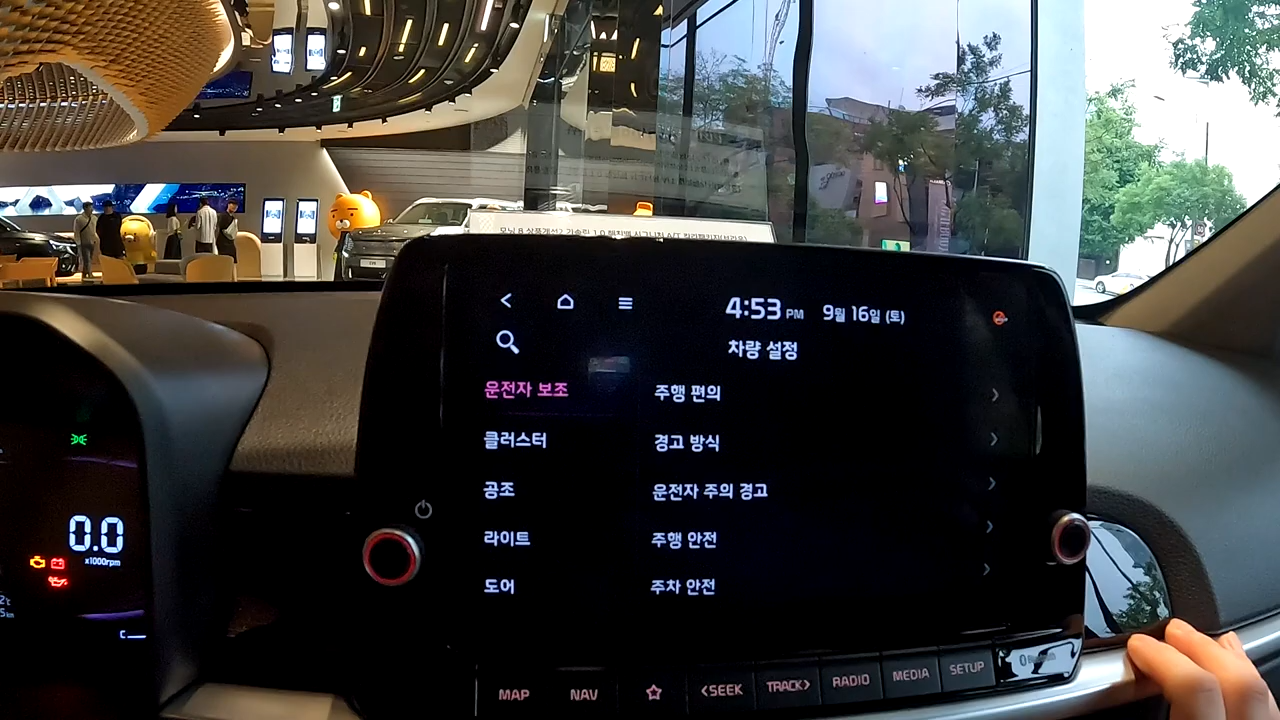 4:53 PM 9월 16일 (토)
차량 설정
운전자 보조
주행 편의
클러스터
경고 방식
공조
운전자 주의 경고
라이트
주행 안전
도어
주차 안전
0.0
x1000rpm
C
MAP
NAV
<SEEK
TRACK>
RADIO
MEDIA
SETUP